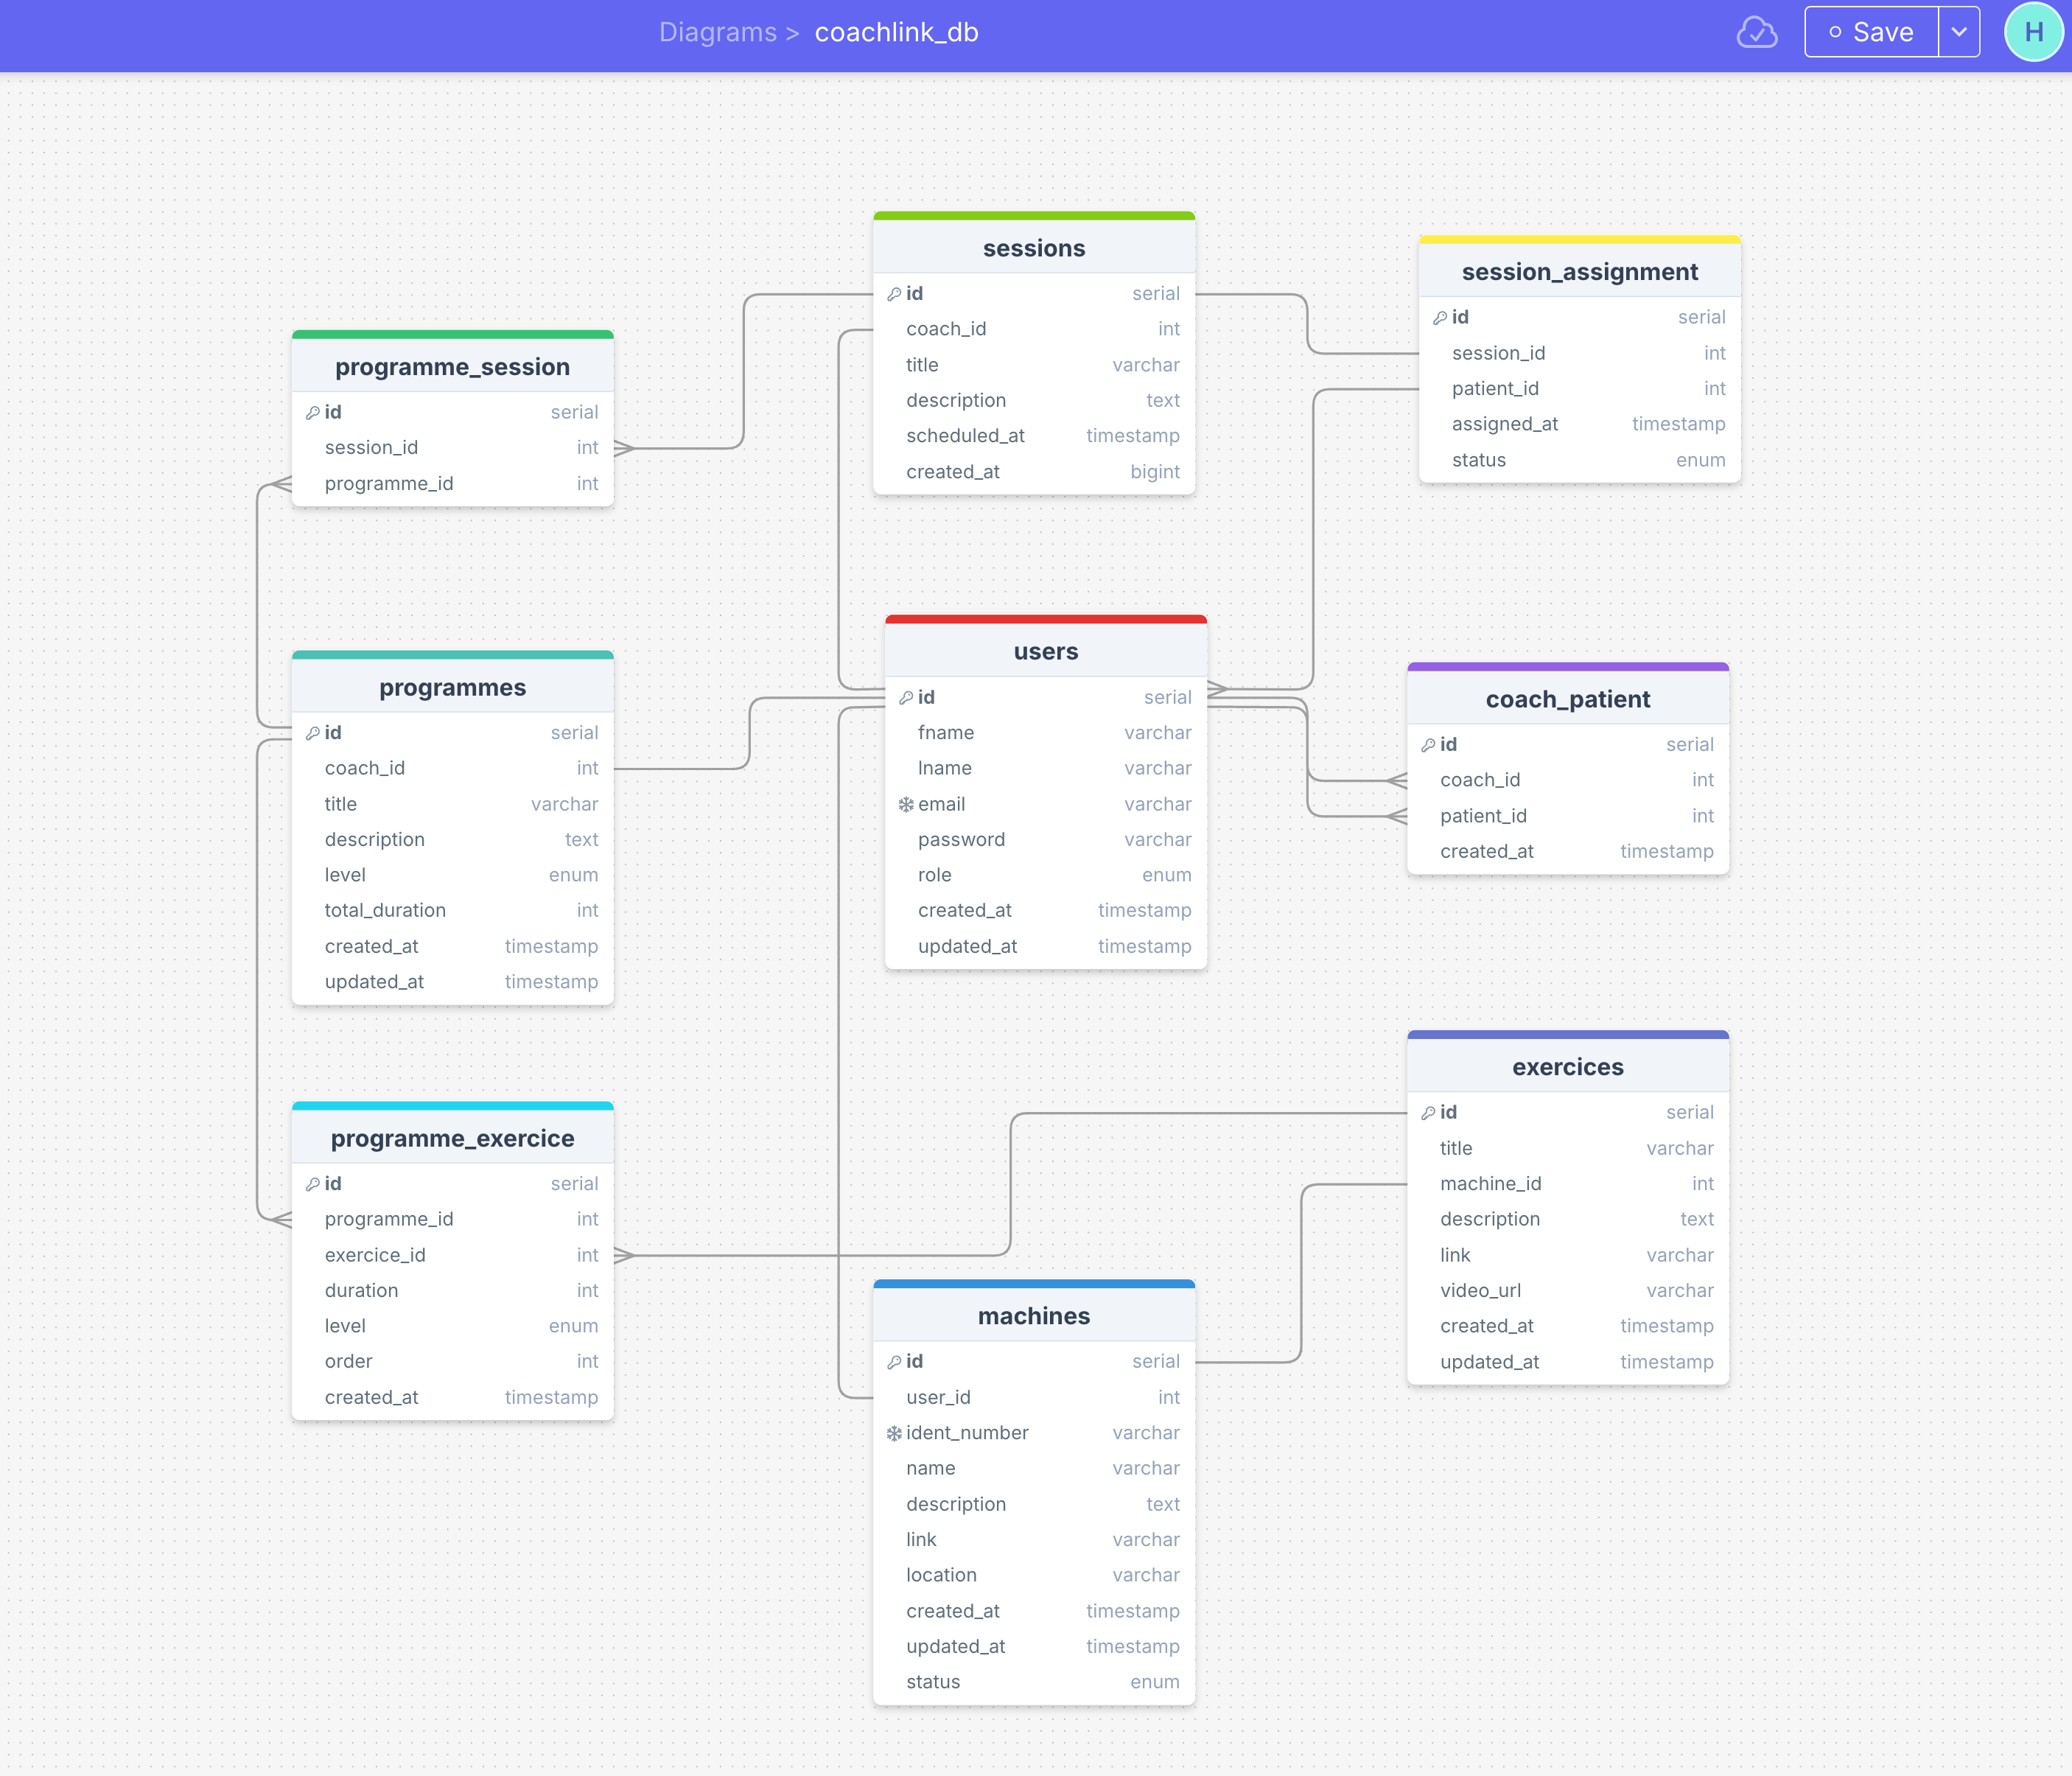 Diagrams > coachlink_db
Save
H
sessions
id serial
coach_id int
title varchar
description text
scheduled_at timestamp
created_at bigint
session_assignment
id serial
session_id int
patient_id int
assigned_at timestamp
status enum
programme_session
id serial
session_id int
programme_id int
users
id serial
fname varchar
lname varchar
email varchar
password varchar
role enum
created_at timestamp
updated_at timestamp
programmes
id serial
coach_id int
title varchar
description text
level enum
total_duration int
created_at timestamp
updated_at timestamp
coach_patient
id serial
coach_id int
patient_id int
created_at timestamp
exercices
id serial
title varchar
machine_id int
description text
link varchar
video_url varchar
created_at timestamp
updated_at timestamp
programme_exercice
id serial
programme_id int
exercice_id int
duration int
level enum
order int
created_at timestamp
machines
id serial
user_id int
ident_number varchar
name varchar
description text
link varchar
location varchar
created_at timestamp
updated_at timestamp
status enum